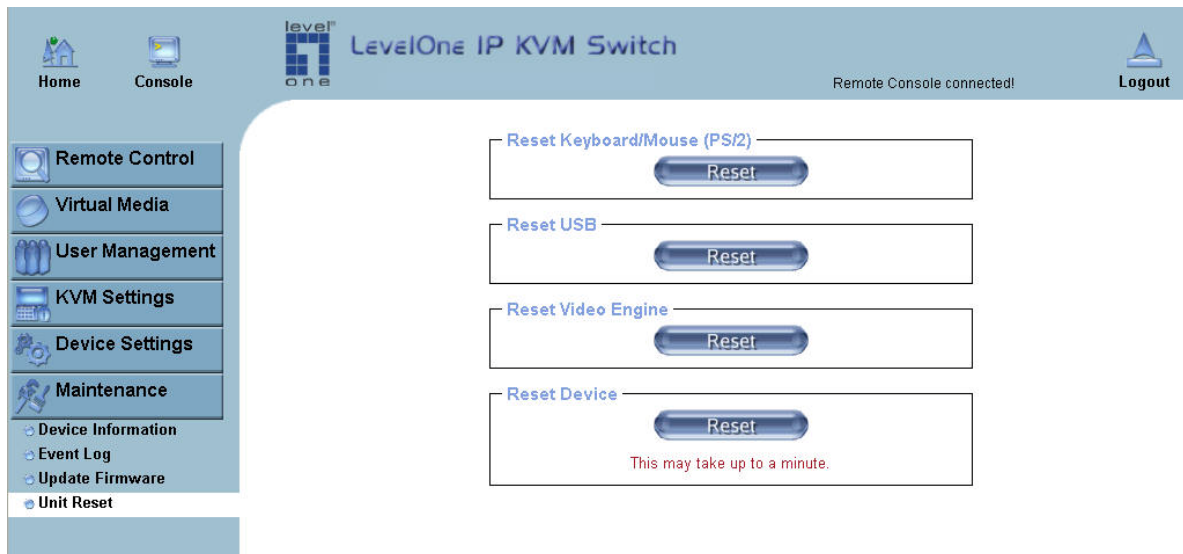 Home
Console
level
one
LevelOne IP KVM Switch
Remote Console connected!
Logout
Remote Control
Virtual Media
User Management
KVM Settings
Device Settings
Maintenance
Device Information
Event Log
Update Firmware
Unit Reset
Reset Keyboard/Mouse (PS/2)
Reset
Reset USB
Reset
Reset Video Engine
Reset
Reset Device
Reset
This may take up to a minute.